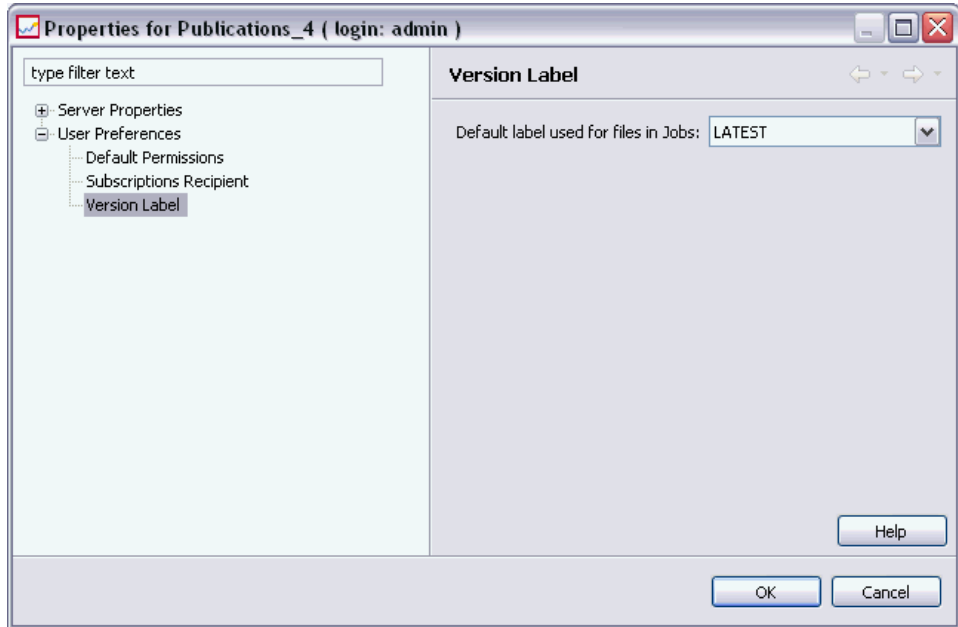 Properties for Publications_4 ( login: admin )
type filter text
Server Properties
User Preferences
Default Permissions
Subscriptions Recipient
Version Label
Version Label
Default label used for files in Jobs: LATEST
Help
OK Cancel